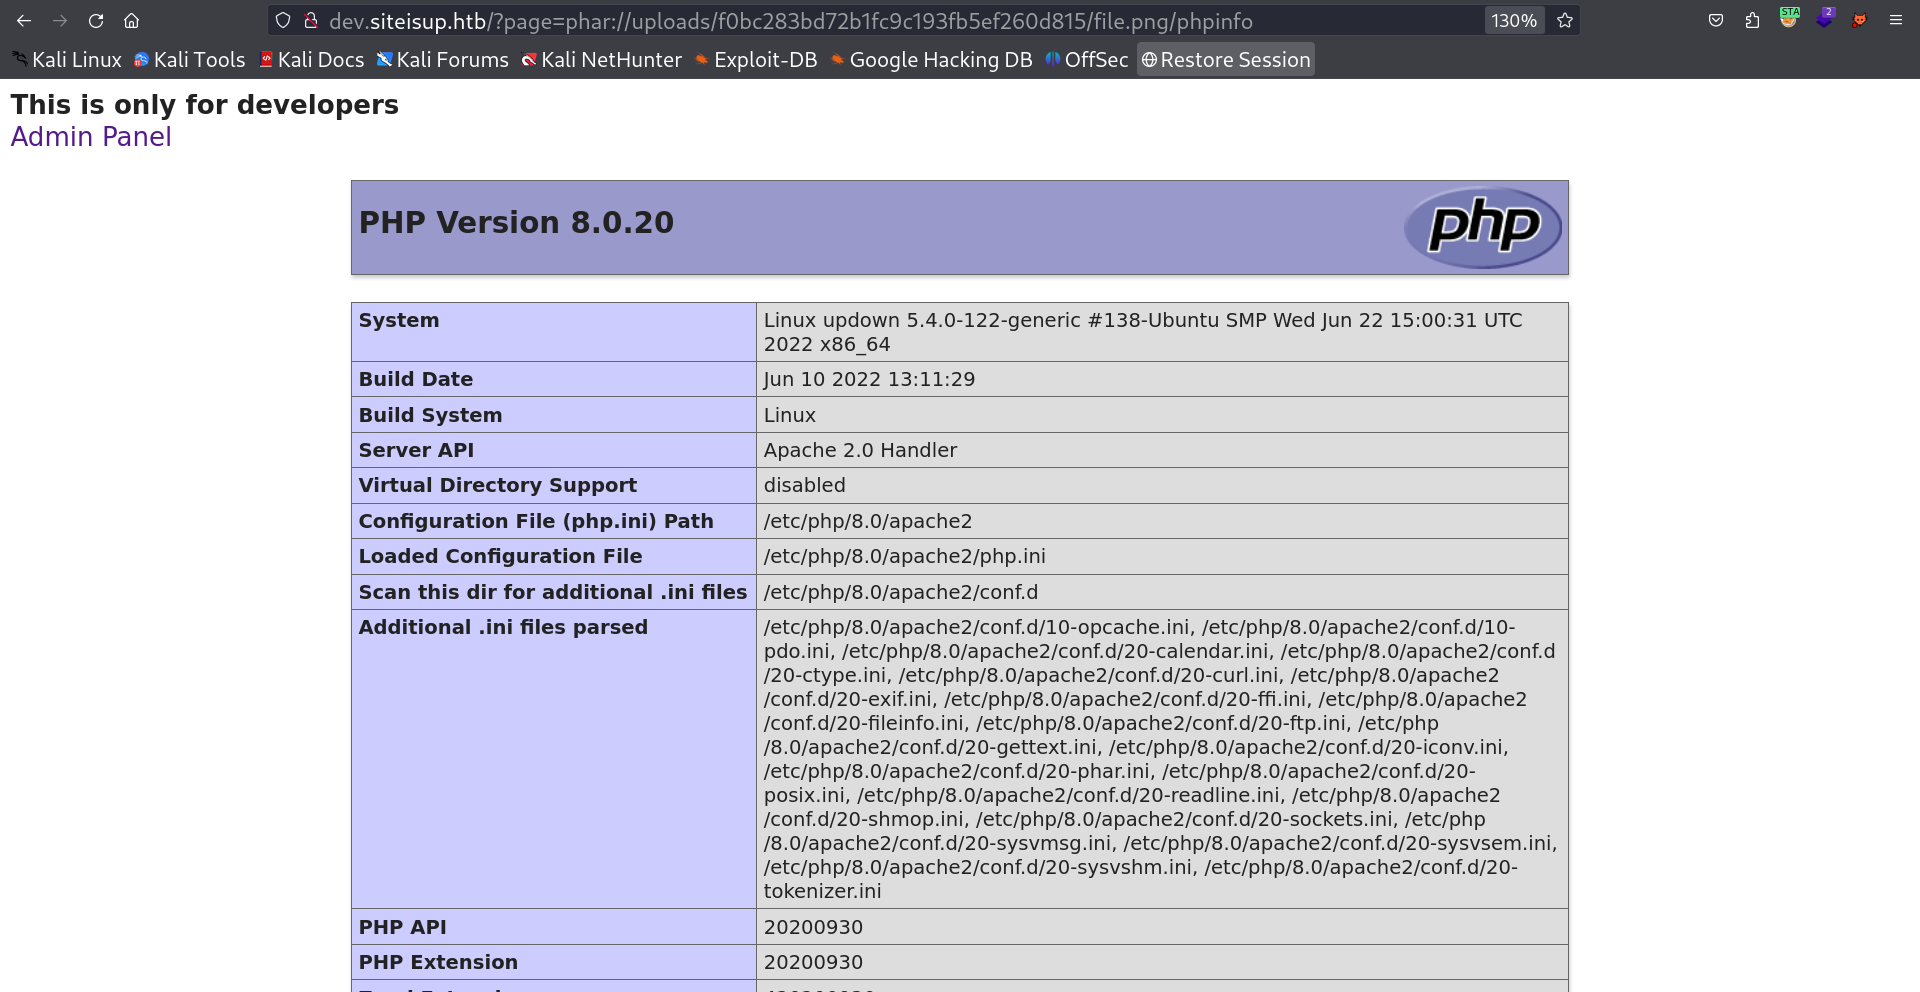 dev.siteisup.htb/?page=phar://uploads/f0bc283bd72b1fc9c193fb5ef260d815/file.png/phpinfo
130%
STA
2
Kali Linux
Kali Tools
Kali Docs
Kali Forums
Kali NetHunter
Exploit-DB
Google Hacking DB
OffSec
Restore Session
This is only for developers
Admin Panel
PHP Version 8.0.20
php
System
Linux updown 5.4.0-122-generic #138-Ubuntu SMP Wed Jun 22 15:00:31 UTC
2022 x86_64
Build Date
Jun 10 2022 13:11:29
Build System
Linux
Server API
Apache 2.0 Handler
Virtual Directory Support
disabled
Configuration File (php.ini) Path
/etc/php/8.0/apache2
Loaded Configuration File
/etc/php/8.0/apache2/php.ini
Scan this dir for additional .ini files
/etc/php/8.0/apache2/conf.d
Additional .ini files parsed
/etc/php/8.0/apache2/conf.d/10-opcache.ini, /etc/php/8.0/apache2/conf.d/10-
pdo.ini, /etc/php/8.0/apache2/conf.d/20-calendar.ini, /etc/php/8.0/apache2/conf.d
/20-ctype.ini, /etc/php/8.0/apache2/conf.d/20-curl.ini, /etc/php/8.0/apache2
/conf.d/20-exif.ini, /etc/php/8.0/apache2/conf.d/20-ffi.ini, /etc/php/8.0/apache2
/conf.d/20-fileinfo.ini, /etc/php/8.0/apache2/conf.d/20-ftp.ini, /etc/php
/8.0/apache2/conf.d/20-gettext.ini, /etc/php/8.0/apache2/conf.d/20-iconv.ini,
/etc/php/8.0/apache2/conf.d/20-phar.ini, /etc/php/8.0/apache2/conf.d/20-
posix.ini, /etc/php/8.0/apache2/conf.d/20-readline.ini, /etc/php/8.0/apache2
/conf.d/20-shmop.ini, /etc/php/8.0/apache2/conf.d/20-sockets.ini, /etc/php
/8.0/apache2/conf.d/20-sysvmsg.ini, /etc/php/8.0/apache2/conf.d/20-sysvsem.ini,
/etc/php/8.0/apache2/conf.d/20-sysvshm.ini, /etc/php/8.0/apache2/conf.d/20-
tokenizer.ini
PHP API
20200930
PHP Extension
20200930